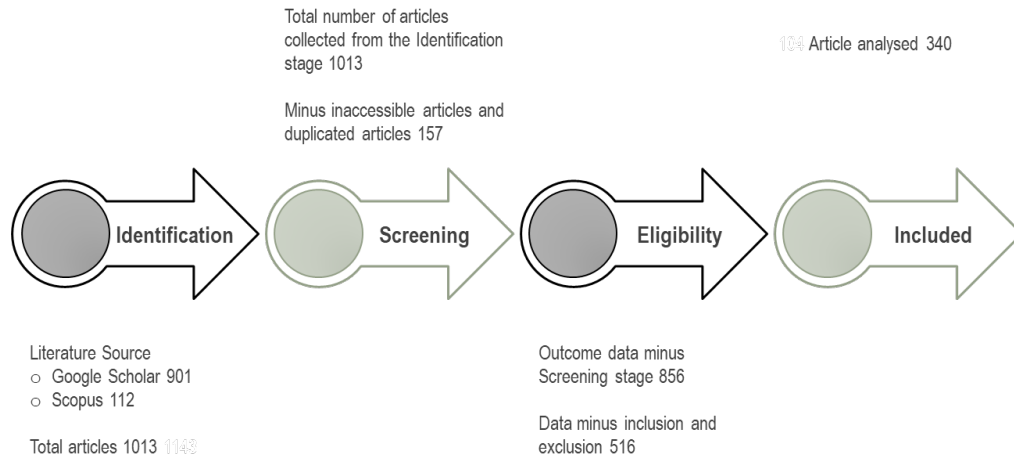 Total number of articles
collected from the Identification
stage 1013
Minus inaccessible articles and
duplicated articles 157
104 Article analysed 340
Identification
Screening
Eligibility
Included
Literature Source
○ Google Scholar 901
○ Scopus 112
Total articles 1013 1143
Outcome data minus
Screening stage 856
Data minus inclusion and
exclusion 516